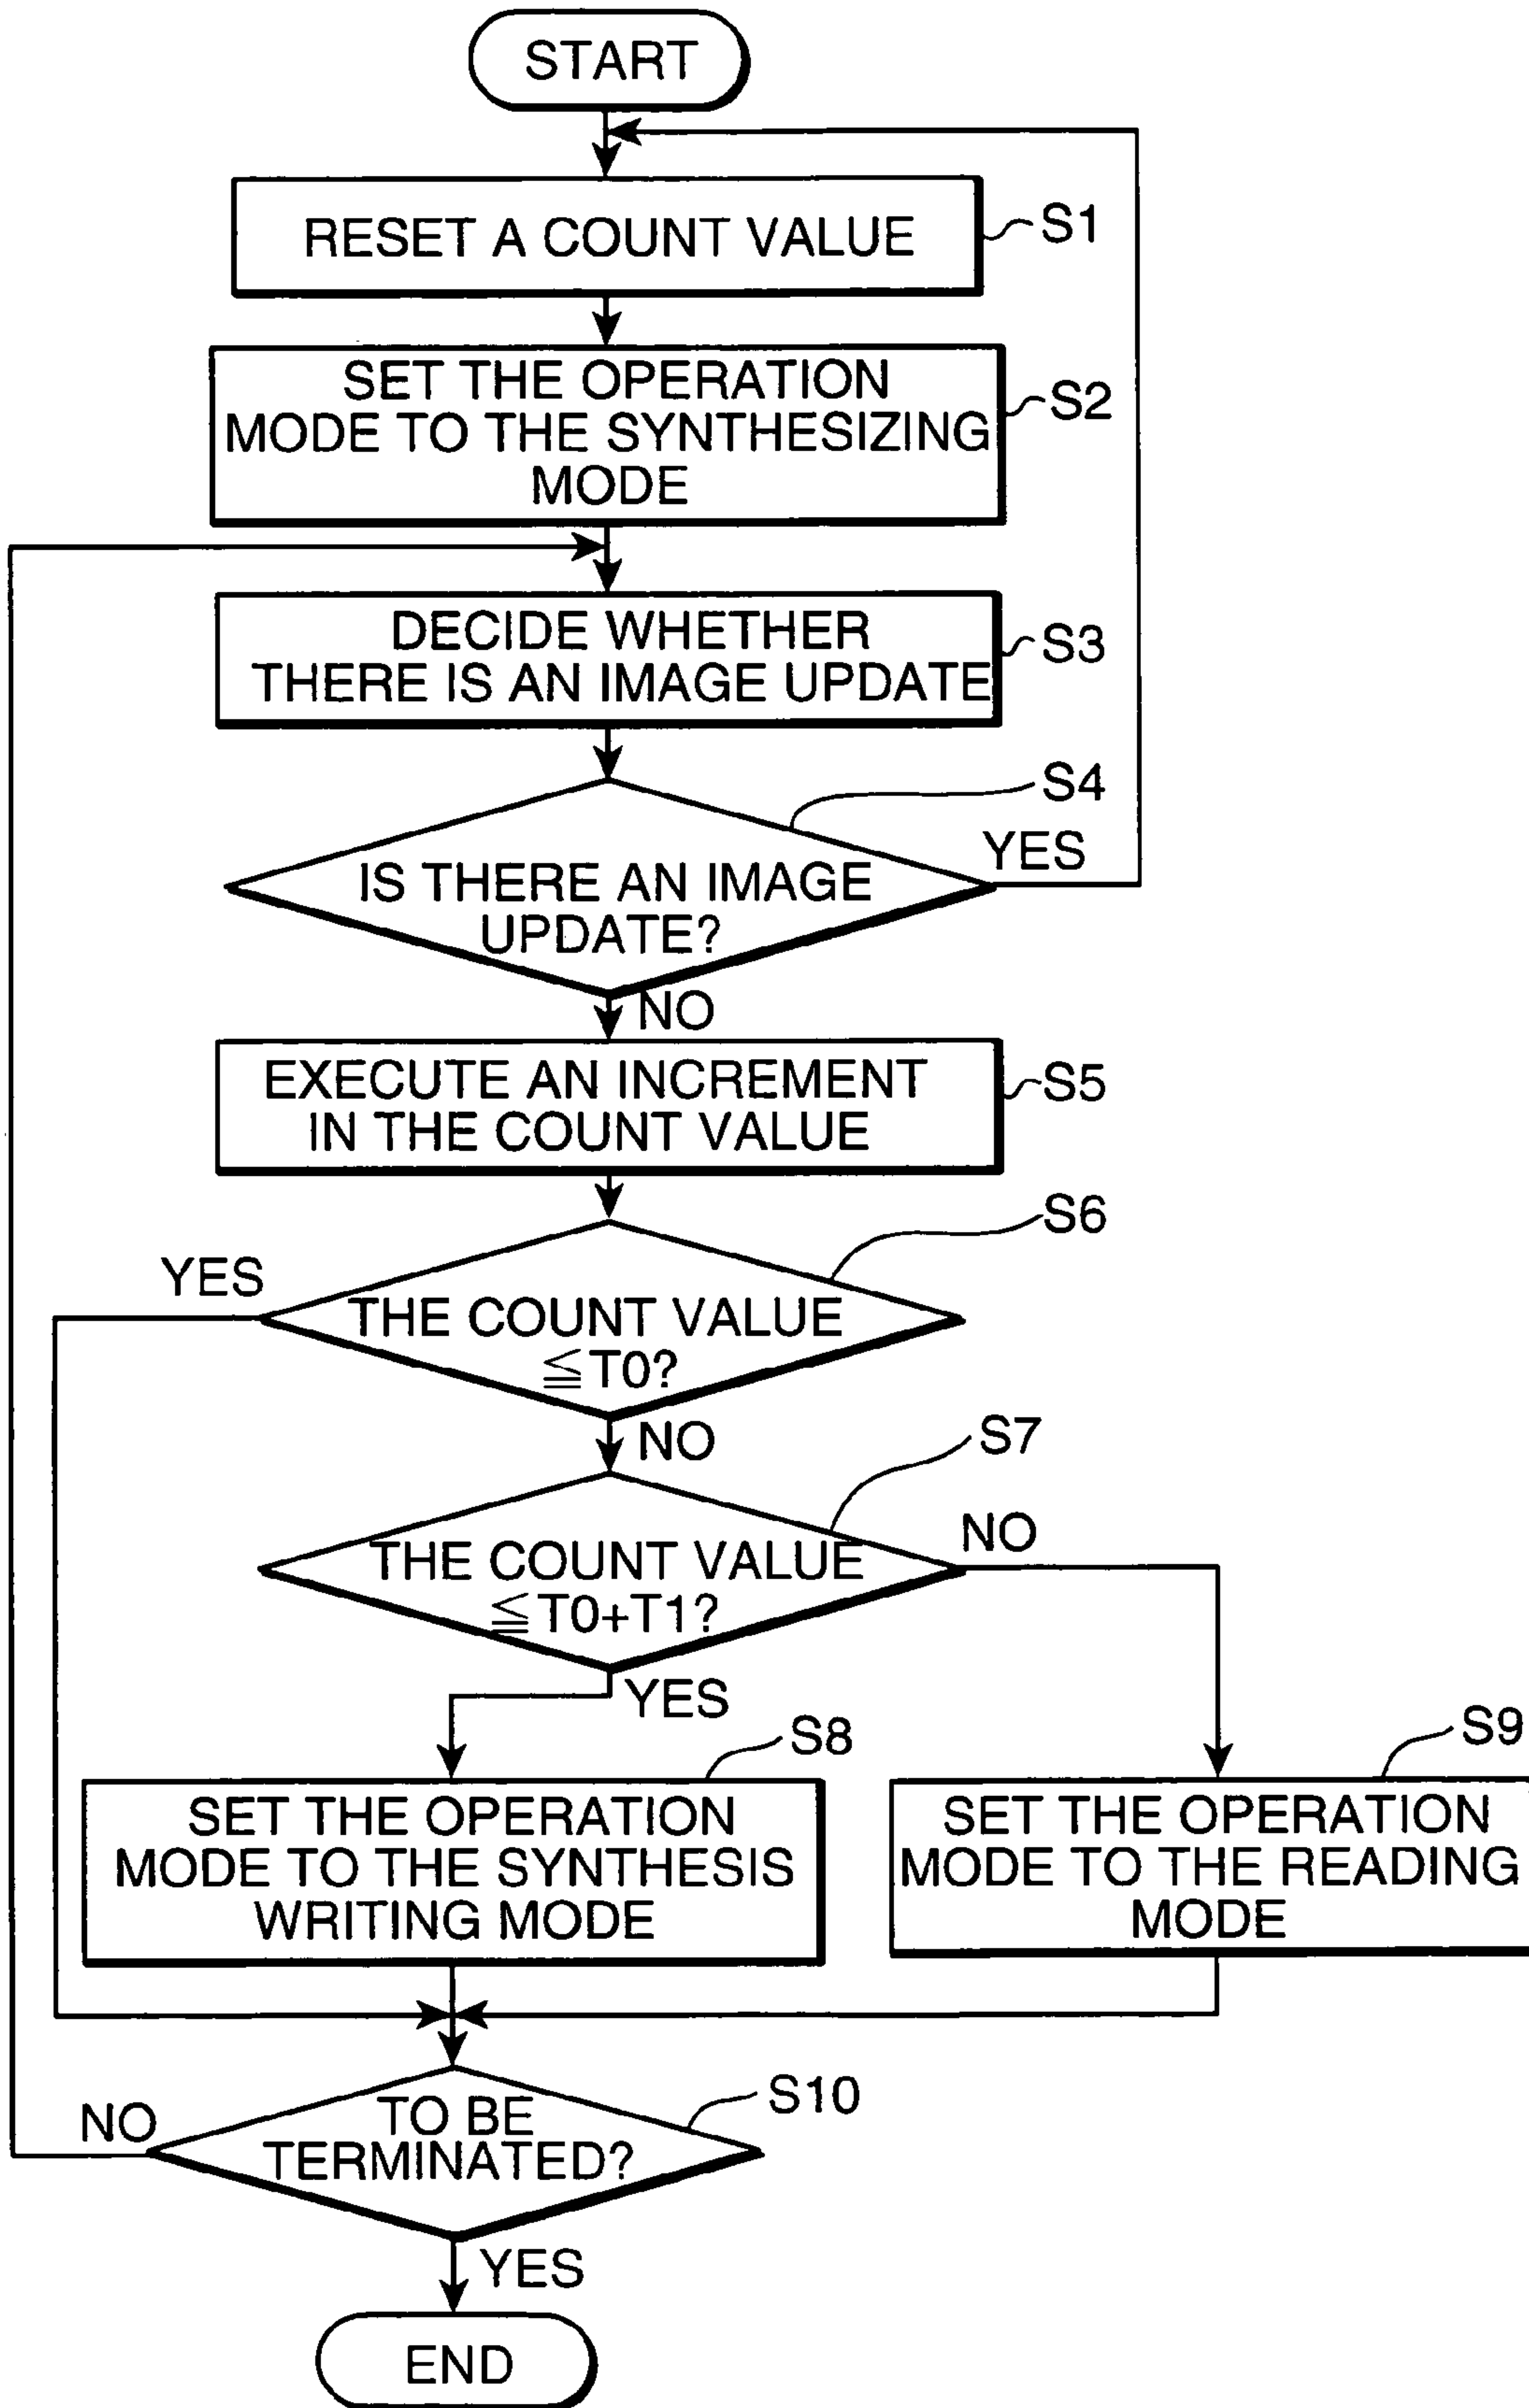 START
RESET A COUNT VALUE
S1
SET THE OPERATION
MODE TO THE SYNTHESIZING
MODE
S2
DECIDE WHETHER
THERE IS AN IMAGE UPDATE
S3
S4
YES
IS THERE AN IMAGE
UPDATE?
NO
EXECUTE AN INCREMENT
IN THE COUNT VALUE
S5
S6
YES
THE COUNT VALUE
≦T0?
NO
S7
NO
THE COUNT VALUE
≦T0+T1?
YES
S8
SET THE OPERATION
MODE TO THE SYNTHESIS
WRITING MODE
S9
SET THE OPERATION
MODE TO THE READING
MODE
S10
NO
TO BE
TERMINATED?
YES
END